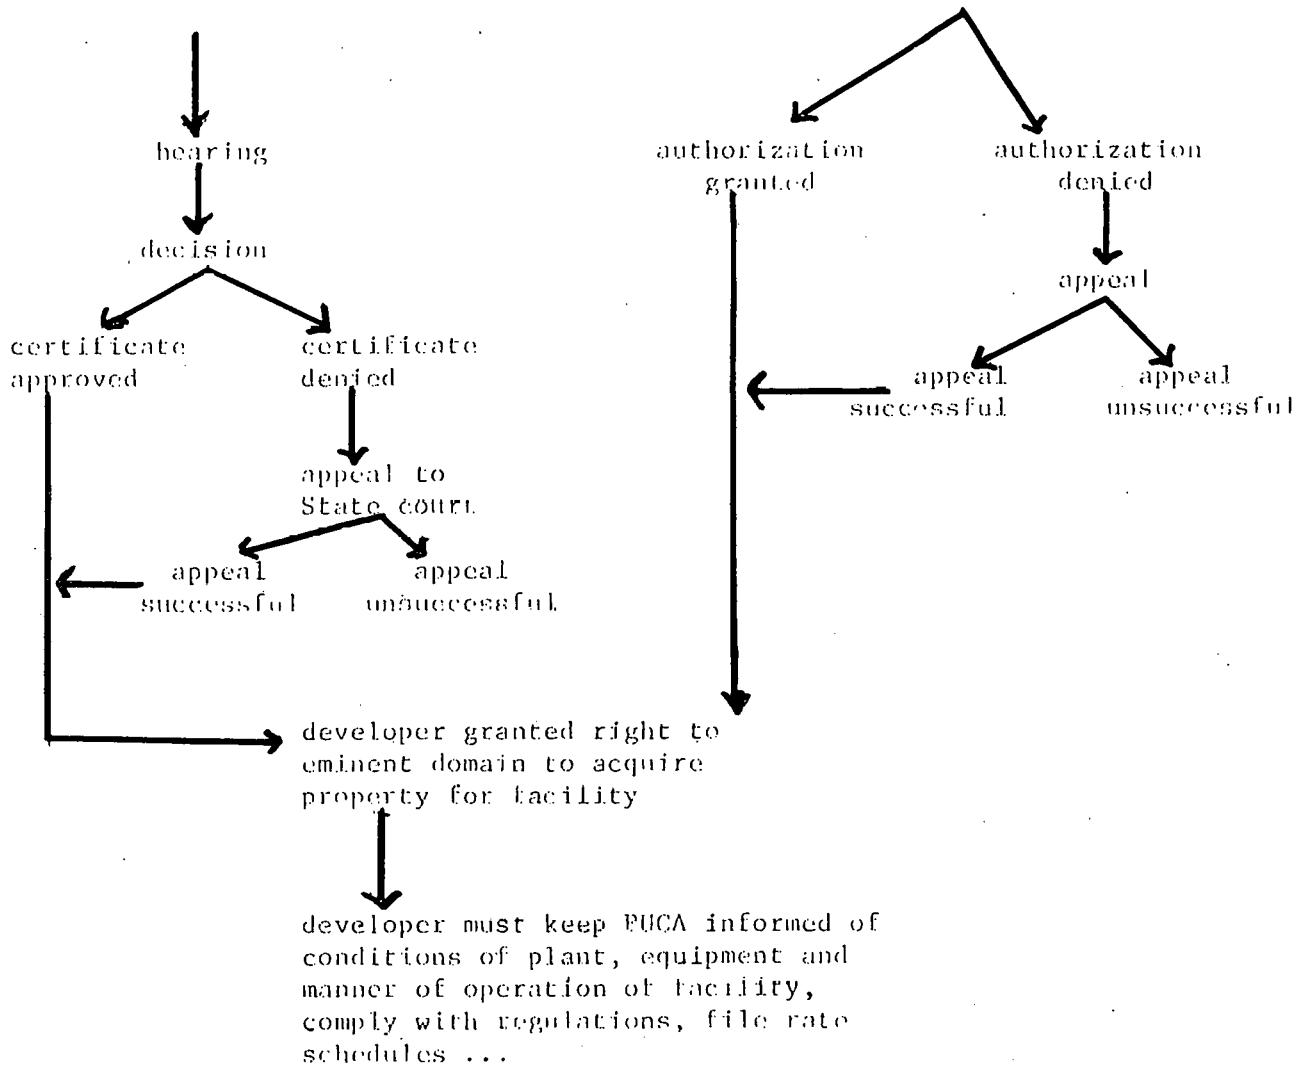 hearing
decision
certificate
approved
certificate
denied
appeal to
State court
appeal
successful
appeal
unsuccessful
authorization
granted
authorization
denied
appeal
appeal
successful
appeal
unsuccessful
developer granted right to
eminent domain to acquire
property for facility
developer must keep PUCA informed of
conditions of plant, equipment and
manner of operation of facility,
comply with regulations, file rate
schedules ...